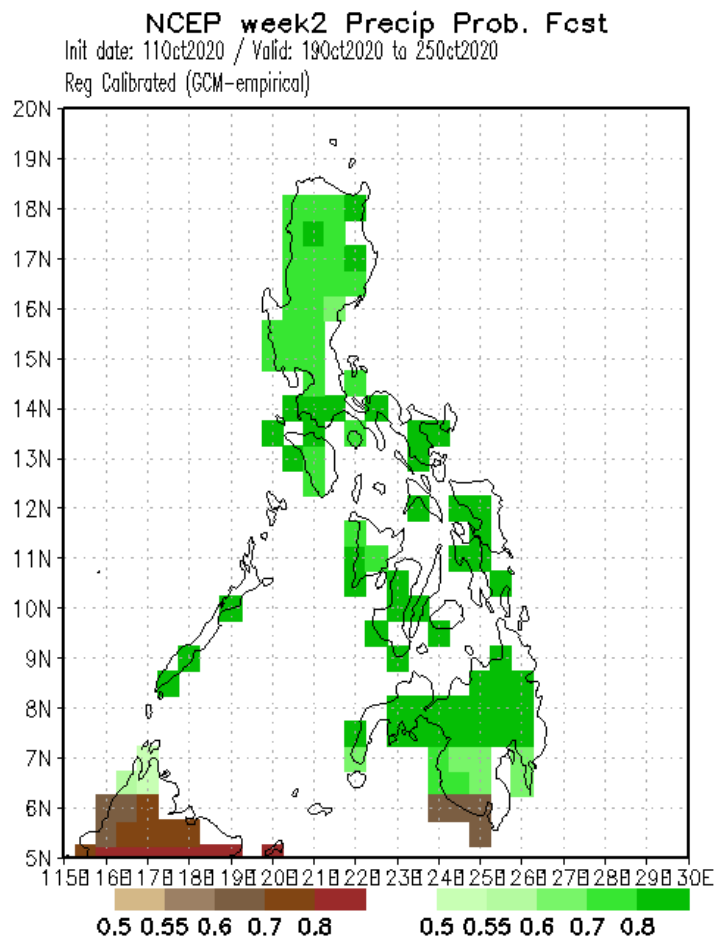 NCEP week2 Precip Prob. Fcst
Init date: 11Oct2020 / Valid: 19Oct2020 to 25Oct2020
Reg Calibrated (GCM-empirical)
20N
19N
18N
17N
16N
15N
14N
13N
12N
11N
10N
9N
8N
7N
6N
5N
115E 116E 117E 118E 119E 120E 121E 122E 123E 124E 125E 126E 127E 128E 129E 130E
0.5 0.55 0.6 0.7 0.8 0.5 0.55 0.6 0.7 0.8